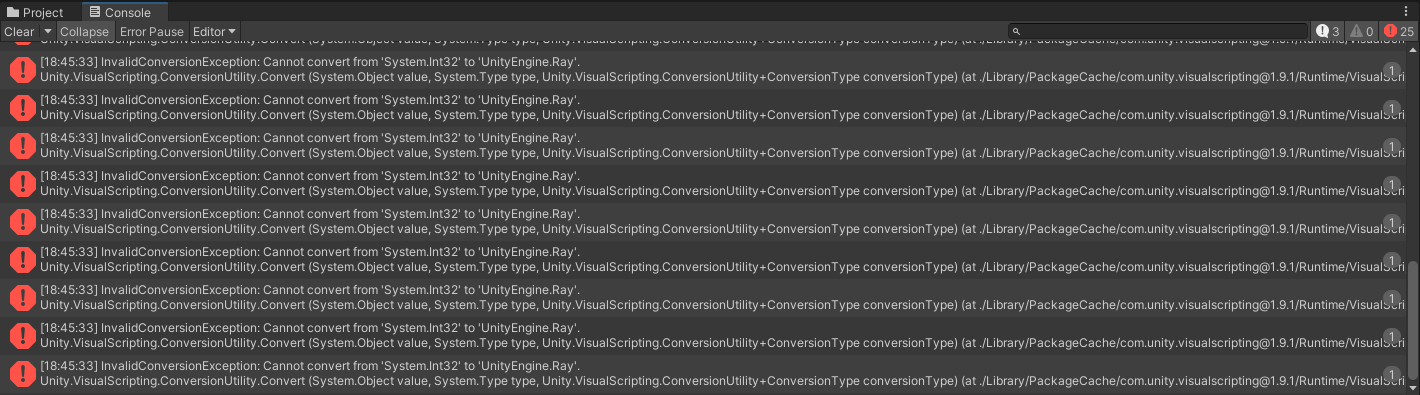 Project
Console
Clear
Collapse
Error Pause
Editor
3
0
25
Unity.VisualScripting.ConversionUtility.Convert (System.Object value, System.Type type, Unity.VisualScripting.ConversionUtility+ConversionType conversionType) (at ./Library/PackageCache/com.unity.visualscripting@1.9.1/Runtime/VisualScri
[18:45:33] InvalidConversionException: Cannot convert from 'System.Int32' to 'UnityEngine.Ray'.
Unity.VisualScripting.ConversionUtility.Convert (System.Object value, System.Type type, Unity.VisualScripting.ConversionUtility+ConversionType conversionType) (at ./Library/PackageCache/com.unity.visualscripting@1.9.1/Runtime/VisualScri
1
[18:45:33] InvalidConversionException: Cannot convert from 'System.Int32' to 'UnityEngine.Ray'.
Unity.VisualScripting.ConversionUtility.Convert (System.Object value, System.Type type, Unity.VisualScripting.ConversionUtility+ConversionType conversionType) (at ./Library/PackageCache/com.unity.visualscripting@1.9.1/Runtime/VisualScri
1
[18:45:33] InvalidConversionException: Cannot convert from 'System.Int32' to 'UnityEngine.Ray'.
Unity.VisualScripting.ConversionUtility.Convert (System.Object value, System.Type type, Unity.VisualScripting.ConversionUtility+ConversionType conversionType) (at ./Library/PackageCache/com.unity.visualscripting@1.9.1/Runtime/VisualScri
1
[18:45:33] InvalidConversionException: Cannot convert from 'System.Int32' to 'UnityEngine.Ray'.
Unity.VisualScripting.ConversionUtility.Convert (System.Object value, System.Type type, Unity.VisualScripting.ConversionUtility+ConversionType conversionType) (at ./Library/PackageCache/com.unity.visualscripting@1.9.1/Runtime/VisualScri
1
[18:45:33] InvalidConversionException: Cannot convert from 'System.Int32' to 'UnityEngine.Ray'.
Unity.VisualScripting.ConversionUtility.Convert (System.Object value, System.Type type, Unity.VisualScripting.ConversionUtility+ConversionType conversionType) (at ./Library/PackageCache/com.unity.visualscripting@1.9.1/Runtime/VisualScri
1
[18:45:33] InvalidConversionException: Cannot convert from 'System.Int32' to 'UnityEngine.Ray'.
Unity.VisualScripting.ConversionUtility.Convert (System.Object value, System.Type type, Unity.VisualScripting.ConversionUtility+ConversionType conversionType) (at ./Library/PackageCache/com.unity.visualscripting@1.9.1/Runtime/VisualScri
1
[18:45:33] InvalidConversionException: Cannot convert from 'System.Int32' to 'UnityEngine.Ray'.
Unity.VisualScripting.ConversionUtility.Convert (System.Object value, System.Type type, Unity.VisualScripting.ConversionUtility+ConversionType conversionType) (at ./Library/PackageCache/com.unity.visualscripting@1.9.1/Runtime/VisualScri
1
[18:45:33] InvalidConversionException: Cannot convert from 'System.Int32' to 'UnityEngine.Ray'.
Unity.VisualScripting.ConversionUtility.Convert (System.Object value, System.Type type, Unity.VisualScripting.ConversionUtility+ConversionType conversionType) (at ./Library/PackageCache/com.unity.visualscripting@1.9.1/Runtime/VisualScri
1
[18:45:33] InvalidConversionException: Cannot convert from 'System.Int32' to 'UnityEngine.Ray'.
Unity.VisualScripting.ConversionUtility.Convert (System.Object value, System.Type type, Unity.VisualScripting.ConversionUtility+ConversionType conversionType) (at ./Library/PackageCache/com.unity.visualscripting@1.9.1/Runtime/VisualScri
1